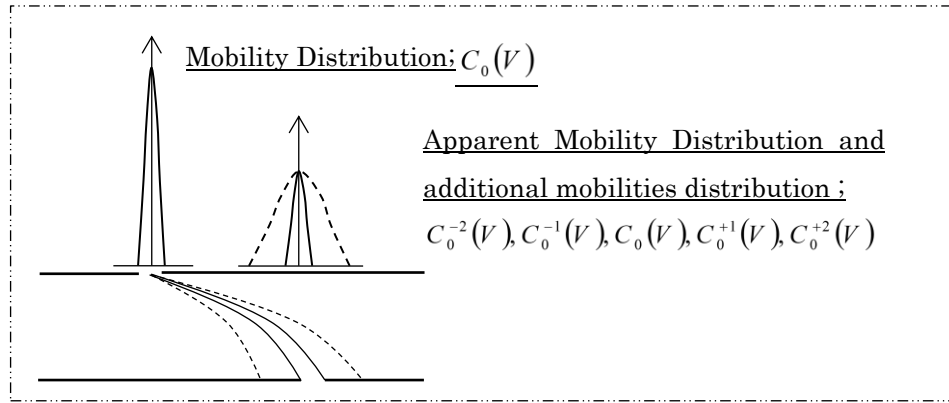 Mobility Distribution; C₀(V)
Apparent Mobility Distribution and
additional mobilities distribution ;
C₀⁻²(V), C₀⁻¹(V), C₀(V), C₀⁺¹(V), C₀⁺²(V)